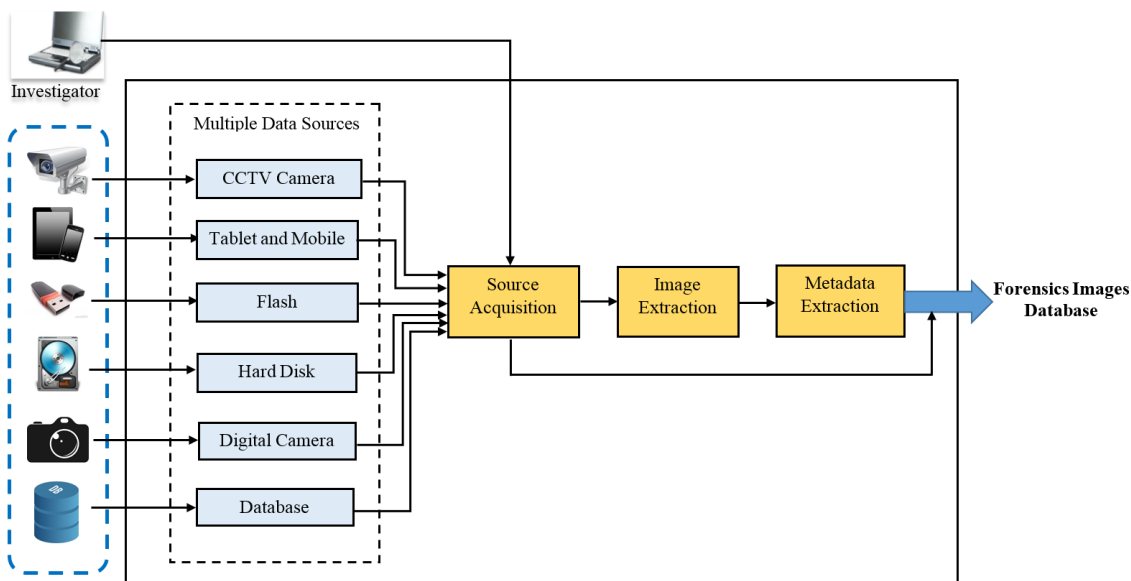 Investigator
Multiple Data Sources
CCTV Camera
Tablet and Mobile
Flash
Hard Disk
Digital Camera
Database
DB
Source
Acquisition
Image
Extraction
Metadata
Extraction
Forensics Images
Database